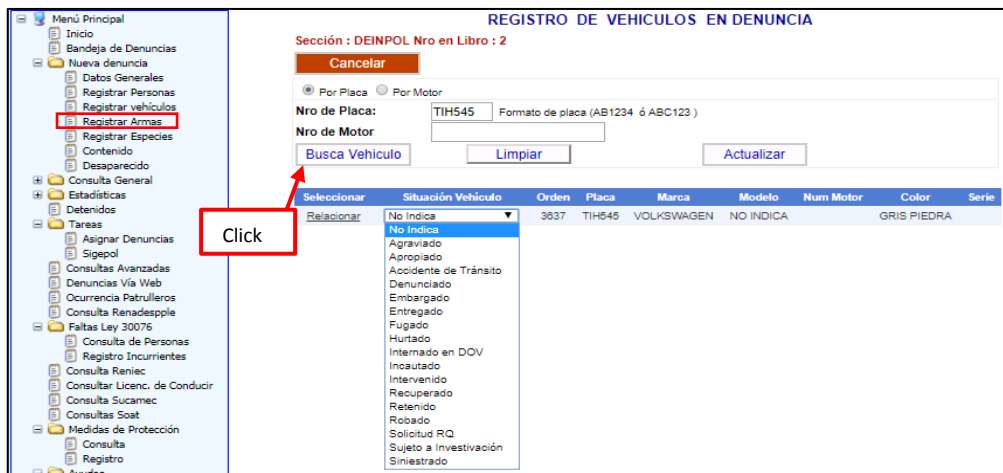 Menú Principal
Inicio
Bandeja de Denuncias
Nueva denuncia
Datos Generales
Registrar Personas
Registrar vehículos
Registrar Armas
Registrar Especies
Contenido
Desaparecido
Consulta General
Estadísticas
Detenidos
Tareas
Asignar Denuncias
Sigepol
Consultas Avanzadas
Denuncias Vía Web
Ocurrencia Patrulleros
Consulta Renadespple
Faltas Ley 30076
Consulta de Personas
Registro Incurrientes
Consulta Reniec
Consultar Licenc. de Conducir
Consulta Sucamec
Consultas Soat
Medidas de Protección
Consulta
Registro
Ayudas
REGISTRO DE VEHICULOS EN DENUNCIA
Sección : DEINPOL Nro en Libro : 2
Cancelar
Por Placa Por Motor
Nro de Placa: TIH545 Formato de placa (AB1234 ó ABC123 )
Nro de Motor
Busca Vehiculo Limpiar Actualizar
Click
Seleccionar Situación Vehículo Orden Placa Marca Modelo Num Motor Color Serie
Relacionar No Indica 3637 TIH545 VOLKSWAGEN NO INDICA GRIS PIEDRA
No Indica
Agraviado
Apropiado
Accidente de Tránsito
Denunciado
Embargado
Entregado
Fugado
Hurtado
Internado en DOV
Incautado
Intervenido
Recuperado
Retenido
Robado
Solicitud RQ
Sujeto a Investivación
Siniestrado